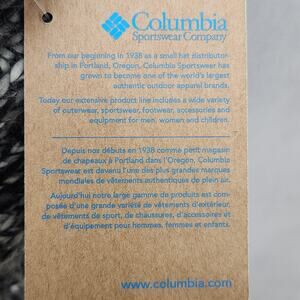 Columbia
Sportswear Company
From our beginning in 1938 as a small hat distributor-
ship in Portland, Oregon, Columbia Sportswear has
grown to become one of the world's largest
authentic outdoor apparel brands.
Today our extensive product line includes a wide variety
of outerwear, sportswear, footwear, accessories and
equipment for men, women and children.
Depuis nos débuts en 1938 comme petit magasin
de chapeaux à Portland dans l'Oregon, Columbia
Sportswear est devenu l'une des plus grandes marques
mondiales de vêtements authentiques de plein air.
Aujourd'hui notre large gamme de produits est com-
posée d'une grande variété de vêtements d'extérieur,
de vêtements de sport, de chaussures, d'accessoires et
d'équipement pour hommes, femmes et enfants.
www.columbia.com